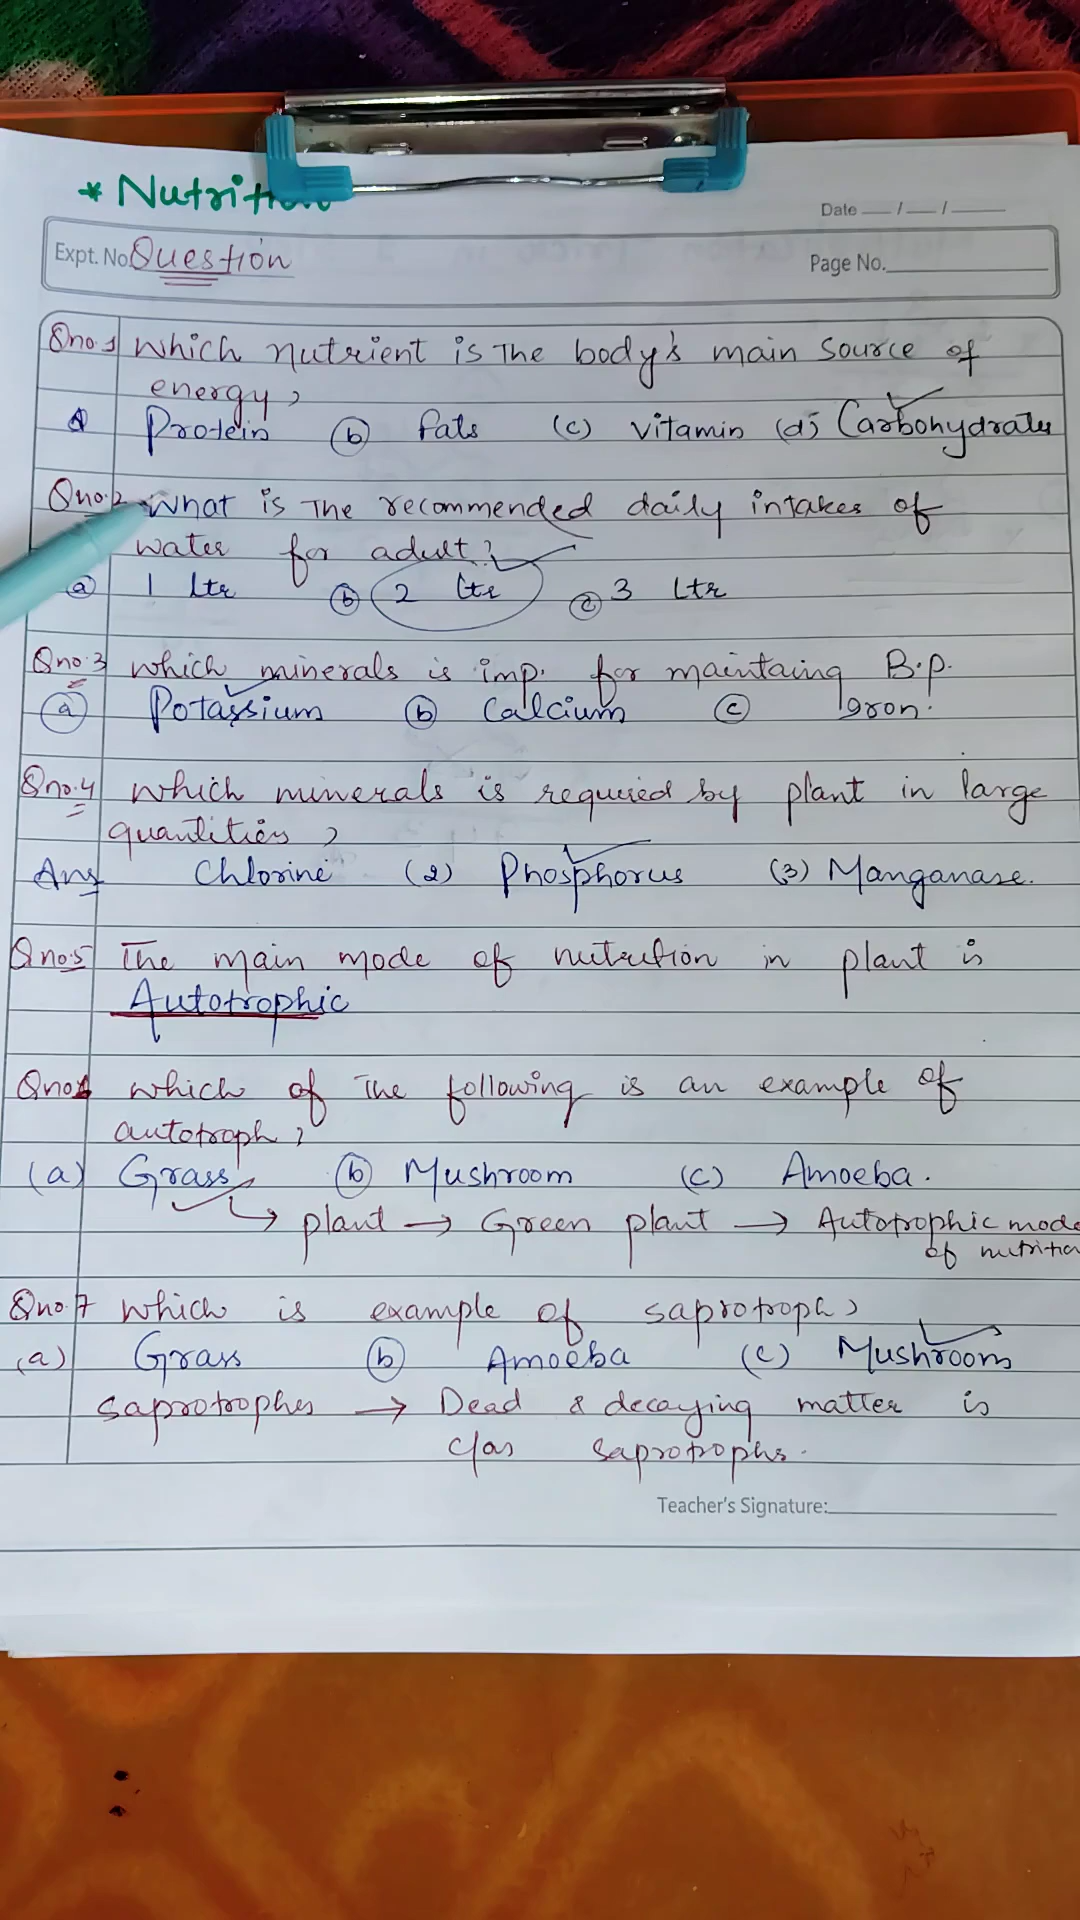 * Nutrition
Date ___/___/___
Expt. No. Question
Page No.
Qno.1 Which nutrient is The body's main source of
energy?
a Protein (b) fats (c) vitamin (d) Carbohydrates
Qno.2 What is The recommended daily intakes of
water for adult?
(a) 1 Ltr (b) 2 Ltr (c) 3 Ltr
Qno.3 which minerals is imp. for maintaing B.p.
(a) Potassium (b) Calcium (c) Iron.
Qno.4 which minerals is required by plant in large
quantities?
Ans Chlorine (2) Phosphorus (3) Manganase.
Qno.5 The main mode of nutrition in plant is
Autotrophic
Qno which of The following is an example of
autotroph?
(a) Grass (b) Mushroom (c) Amoeba.
→ plant → Green plant → Autotrophic mode
of nutrition
Qno.7 which is example of saprotroph?
(a) Grass (b) Amoeba (c) Mushroom
saprotrophs → Dead & decaying matter is
saprotrophs.
Teacher's Signature: